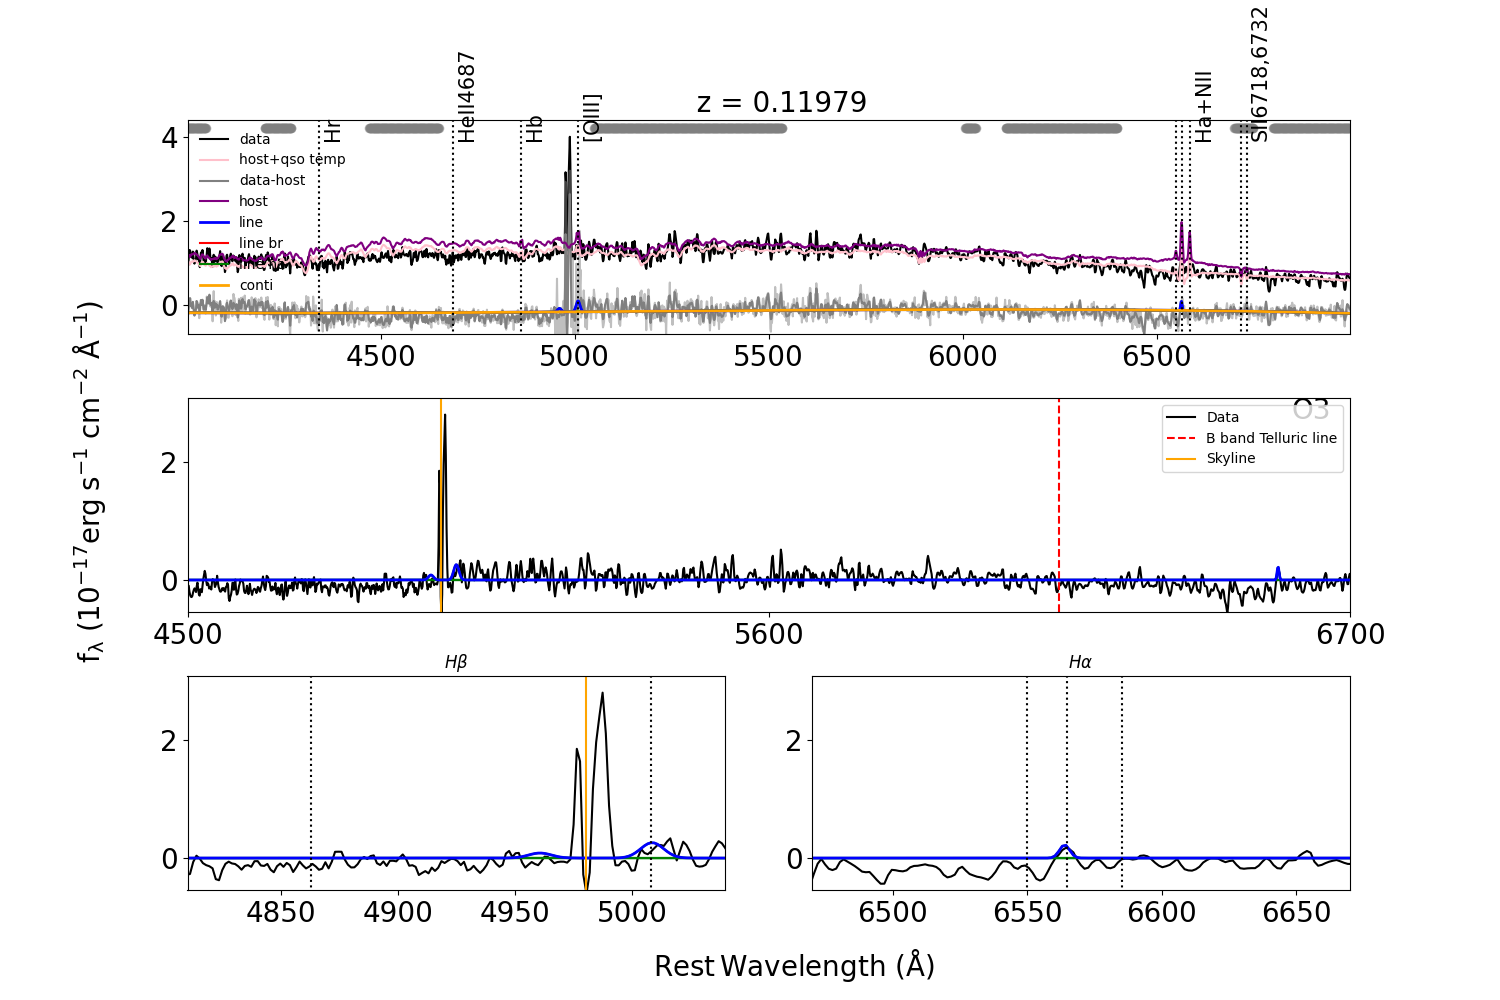 z = 0.11979
Hr
HeII4687
Hb
[OIII]
Ha+NII
SII6718,6732
data
host+qso temp
data-host
host
line
line br
conti
4
2
0
4500
5000
5500
6000
6500
O3
Data
B band Telluric line
Skyline
2
0
4500
5600
6700
fλ (10⁻¹⁷erg s⁻¹ cm⁻² Å⁻¹)
Hβ
2
0
4850
4900
4950
5000
Hα
2
0
6500
6550
6600
6650
Rest Wavelength (Å)